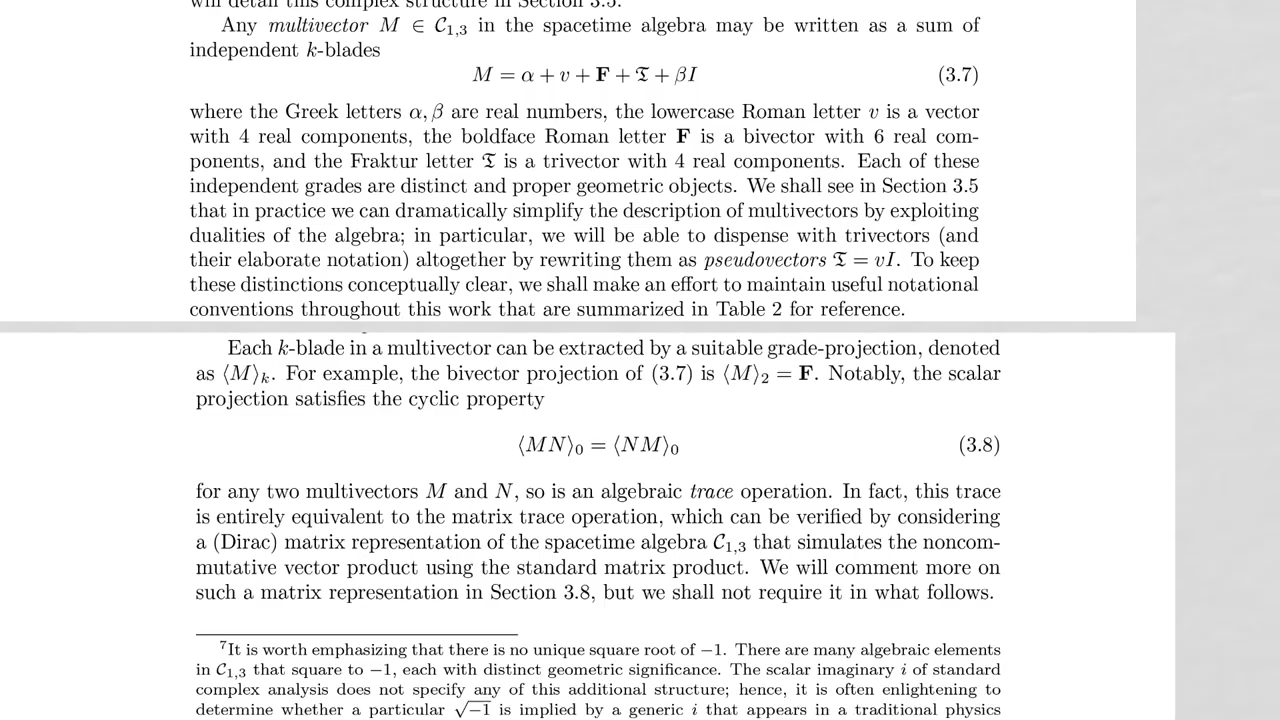 will detail this complex structure in Section 3.5.
Any multivector M ∈ 𝒞₁,₃ in the spacetime algebra may be written as a sum of
independent k-blades
M = α + v + 𝐅 + 𝔗 + βI (3.7)
where the Greek letters α, β are real numbers, the lowercase Roman letter v is a vector
with 4 real components, the boldface Roman letter 𝐅 is a bivector with 6 real com-
ponents, and the Fraktur letter 𝔗 is a trivector with 4 real components. Each of these
independent grades are distinct and proper geometric objects. We shall see in Section 3.5
that in practice we can dramatically simplify the description of multivectors by exploiting
dualities of the algebra; in particular, we will be able to dispense with trivectors (and
their elaborate notation) altogether by rewriting them as pseudovectors 𝔗 = vI. To keep
these distinctions conceptually clear, we shall make an effort to maintain useful notational
conventions throughout this work that are summarized in Table 2 for reference.
Each k-blade in a multivector can be extracted by a suitable grade-projection, denoted
as ⟨M⟩ₖ. For example, the bivector projection of (3.7) is ⟨M⟩₂ = 𝐅. Notably, the scalar
projection satisfies the cyclic property
⟨MN⟩₀ = ⟨NM⟩₀ (3.8)
for any two multivectors M and N, so is an algebraic trace operation. In fact, this trace
is entirely equivalent to the matrix trace operation, which can be verified by considering
a (Dirac) matrix representation of the spacetime algebra 𝒞₁,₃ that simulates the noncom-
mutative vector product using the standard matrix product. We will comment more on
such a matrix representation in Section 3.8, but we shall not require it in what follows.
⁷It is worth emphasizing that there is no unique square root of −1. There are many algebraic elements
in 𝒞₁,₃ that square to −1, each with distinct geometric significance. The scalar imaginary i of standard
complex analysis does not specify any of this additional structure; hence, it is often enlightening to
determine whether a particular √−1 is implied by a generic i that appears in a traditional physics